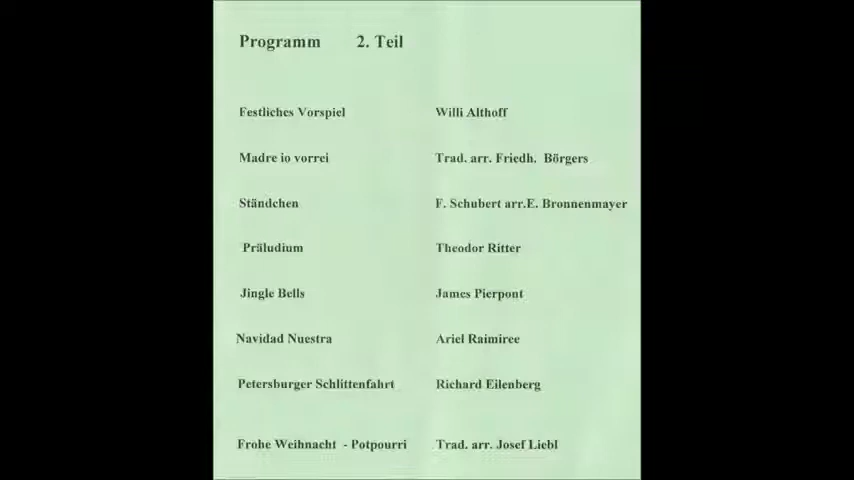 Programm 2. Teil
Festliches Vorspiel Willi Althoff
Madre io vorrei Trad. arr. Friedh. Börgers
Ständchen F. Schubert arr.E. Bronnenmayer
Präludium Theodor Ritter
Jingle Bells James Pierpont
Navidad Nuestra Ariel Raimiree
Petersburger Schlittenfahrt Richard Eilenberg
Frohe Weihnacht - Potpourri Trad. arr. Josef Liebl